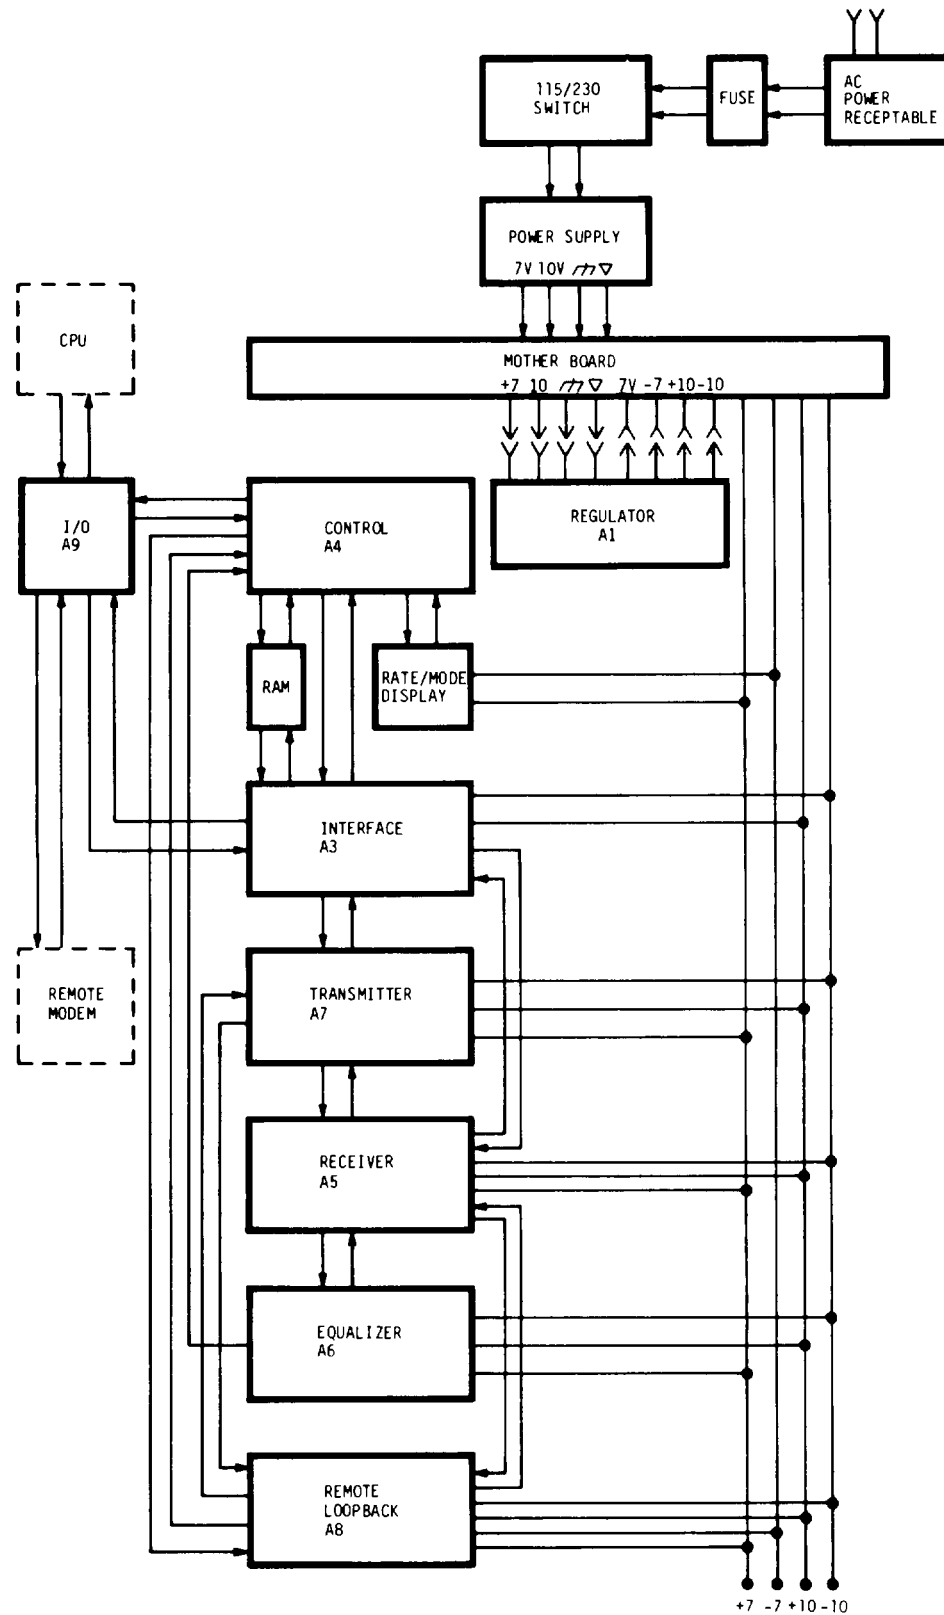 115/230
SWITCH
FUSE
AC
POWER
RECEPTABLE
POWER SUPPLY
7V 10V
CPU
MOTHER BOARD
+7 10 7V -7 +10 -10
I/O
A9
CONTROL
A4
REGULATOR
A1
RAM
RATE/MODE
DISPLAY
INTERFACE
A3
REMOTE
MODEM
TRANSMITTER
A7
RECEIVER
A5
EQUALIZER
A6
REMOTE
LOOPBACK
A8
+7 -7 +10 -10